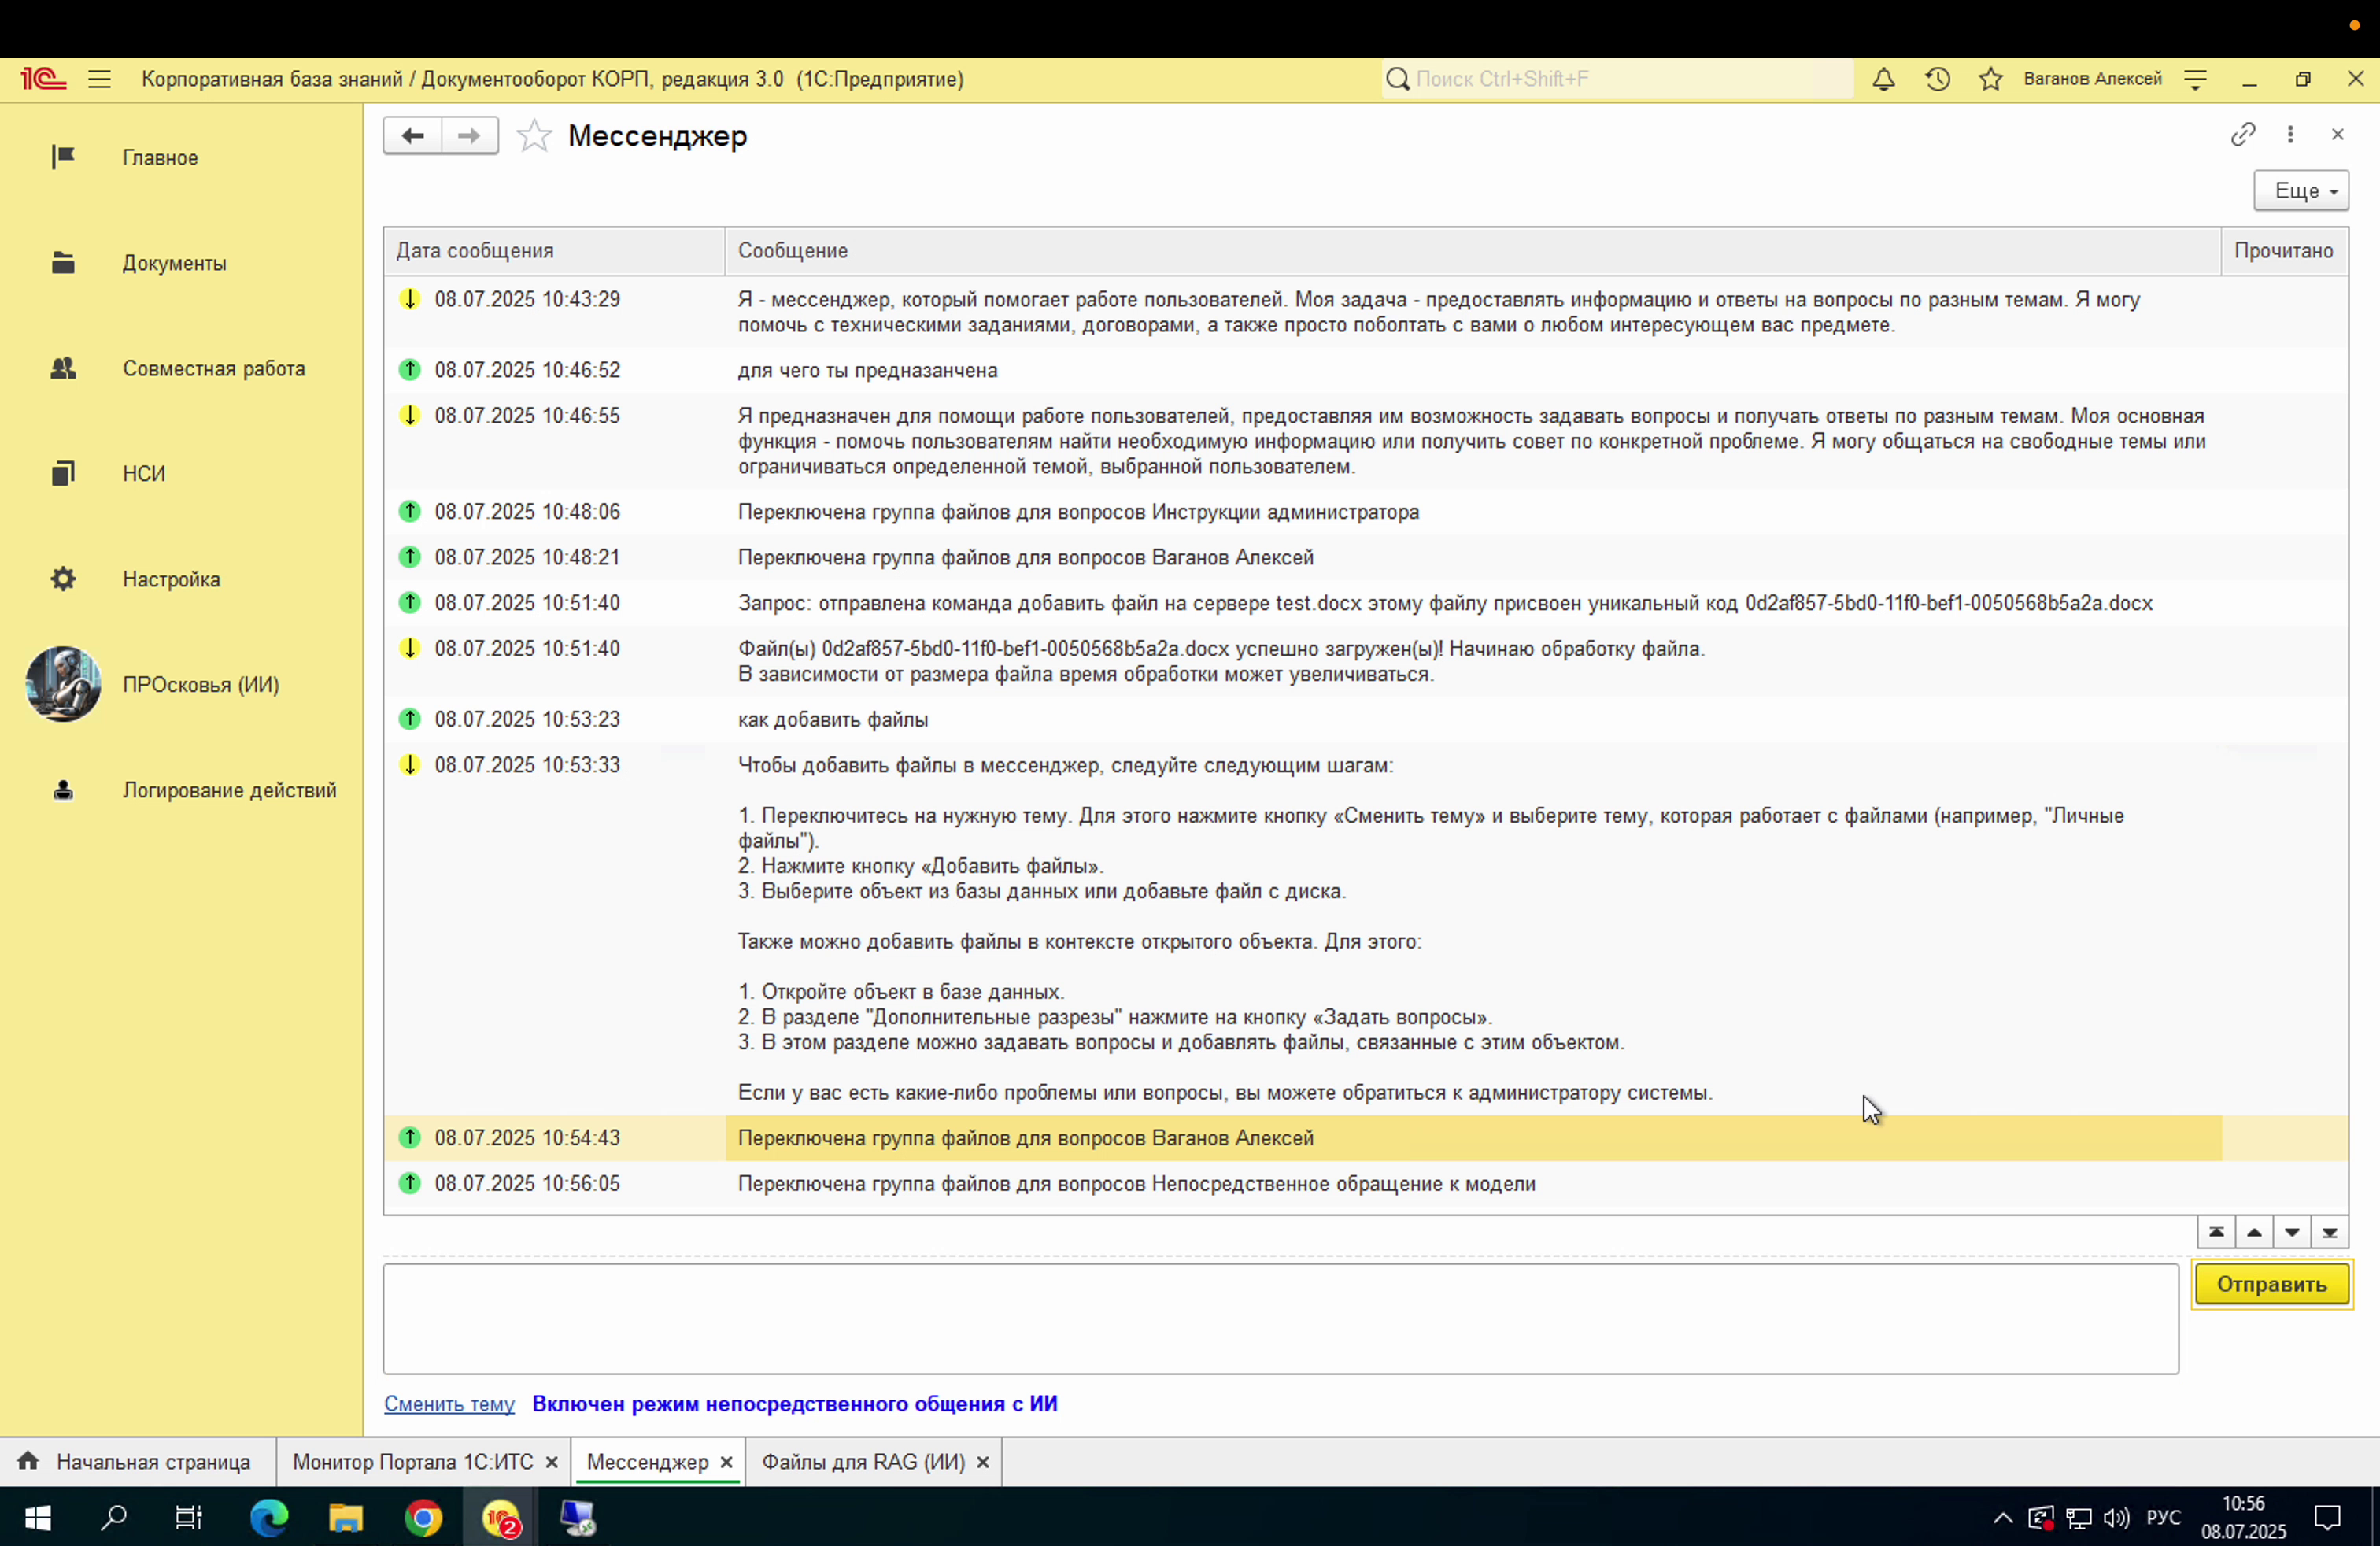 1С Корпоративная база знаний / Документооборот КОРП, редакция 3.0 (1С:Предприятие) Поиск Ctrl+Shift+F Ваганов Алексей
Главное
Документы
Совместная работа
НСИ
Настройка
ПРОсковья (ИИ)
Логирование действий
Мессенджер
Еще
Дата сообщения Сообщение Прочитано
08.07.2025 10:43:29 Я - мессенджер, который помогает работе пользователей. Моя задача - предоставлять информацию и ответы на вопросы по разным темам. Я могу
помочь с техническими заданиями, договорами, а также просто поболтать с вами о любом интересующем вас предмете.
08.07.2025 10:46:52 для чего ты предназанчена
08.07.2025 10:46:55 Я предназначен для помощи работе пользователей, предоставляя им возможность задавать вопросы и получать ответы по разным темам. Моя основная
функция - помочь пользователям найти необходимую информацию или получить совет по конкретной проблеме. Я могу общаться на свободные темы или
ограничиваться определенной темой, выбранной пользователем.
08.07.2025 10:48:06 Переключена группа файлов для вопросов Инструкции администратора
08.07.2025 10:48:21 Переключена группа файлов для вопросов Ваганов Алексей
08.07.2025 10:51:40 Запрос: отправлена команда добавить файл на сервере test.docx этому файлу присвоен уникальный код 0d2af857-5bd0-11f0-bef1-0050568b5a2a.docx
08.07.2025 10:51:40 Файл(ы) 0d2af857-5bd0-11f0-bef1-0050568b5a2a.docx успешно загружен(ы)! Начинаю обработку файла.
В зависимости от размера файла время обработки может увеличиваться.
08.07.2025 10:53:23 как добавить файлы
08.07.2025 10:53:33 Чтобы добавить файлы в мессенджер, следуйте следующим шагам:
1. Переключитесь на нужную тему. Для этого нажмите кнопку «Сменить тему» и выберите тему, которая работает с файлами (например, "Личные
файлы").
2. Нажмите кнопку «Добавить файлы».
3. Выберите объект из базы данных или добавьте файл с диска.
Также можно добавить файлы в контексте открытого объекта. Для этого:
1. Откройте объект в базе данных.
2. В разделе "Дополнительные разрезы" нажмите на кнопку «Задать вопросы».
3. В этом разделе можно задавать вопросы и добавлять файлы, связанные с этим объектом.
Если у вас есть какие-либо проблемы или вопросы, вы можете обратиться к администратору системы.
08.07.2025 10:54:43 Переключена группа файлов для вопросов Ваганов Алексей
08.07.2025 10:56:05 Переключена группа файлов для вопросов Непосредственное обращение к модели
Отправить
Сменить тему Включен режим непосредственного общения с ИИ
Начальная страница Монитор Портала 1С:ИТС Мессенджер Файлы для RAG (ИИ)
2 РУС 10:56
08.07.2025